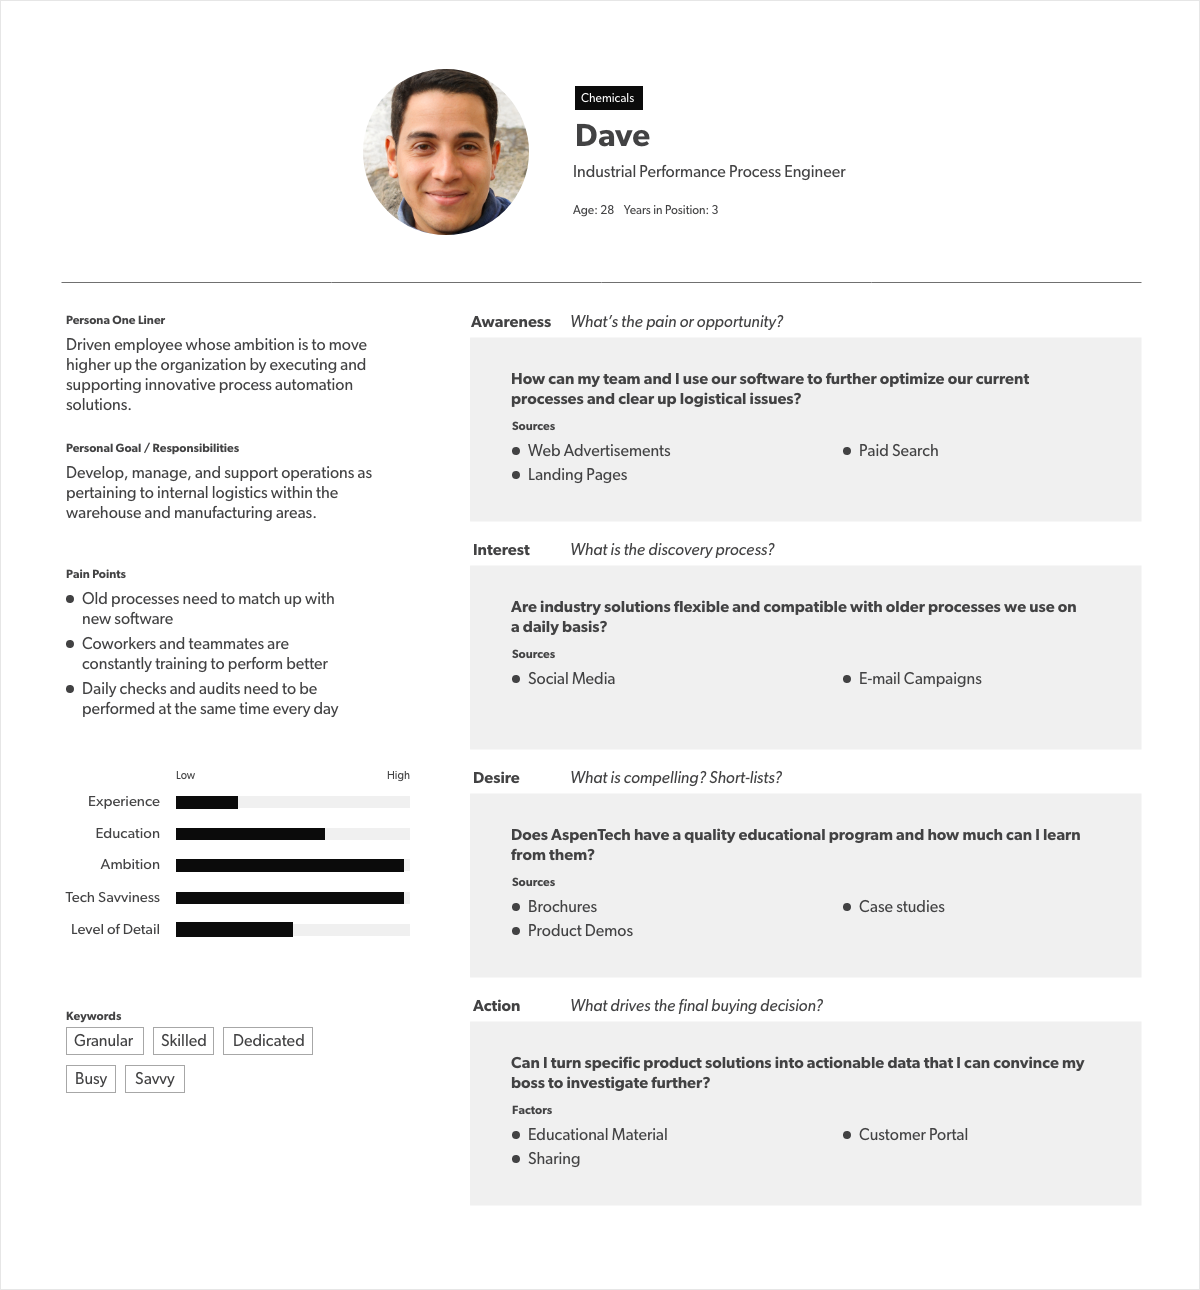 Chemicals
Dave
Industrial Performance Process Engineer
Age: 28 Years in Position: 3
Persona One Liner
Driven employee whose ambition is to move
higher up the organization by executing and
supporting innovative process automation
solutions.
Personal Goal / Responsibilities
Develop, manage, and support operations as
pertaining to internal logistics within the
warehouse and manufacturing areas.
Pain Points
Old processes need to match up with
new software
Coworkers and teammates are
constantly training to perform better
Daily checks and audits need to be
performed at the same time every day
Low High
Experience
Education
Ambition
Tech Savviness
Level of Detail
Keywords
Granular Skilled Dedicated
Busy Savvy
Awareness What's the pain or opportunity?
How can my team and I use our software to further optimize our current
processes and clear up logistical issues?
Sources
Web Advertisements Paid Search
Landing Pages
Interest What is the discovery process?
Are industry solutions flexible and compatible with older processes we use on
a daily basis?
Sources
Social Media E-mail Campaigns
Desire What is compelling? Short-lists?
Does AspenTech have a quality educational program and how much can I learn
from them?
Sources
Brochures Case studies
Product Demos
Action What drives the final buying decision?
Can I turn specific product solutions into actionable data that I can convince my
boss to investigate further?
Factors
Educational Material Customer Portal
Sharing